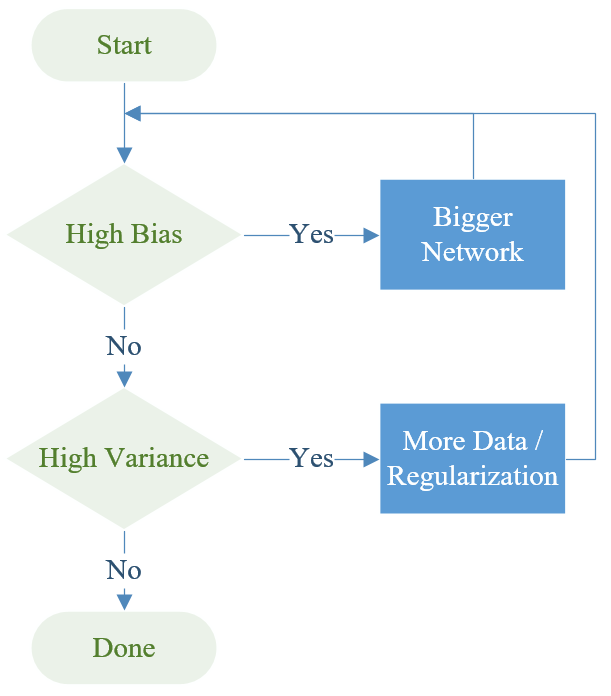 Start
High Bias
Yes
Bigger
Network
No
High Variance
Yes
More Data /
Regularization
No
Done